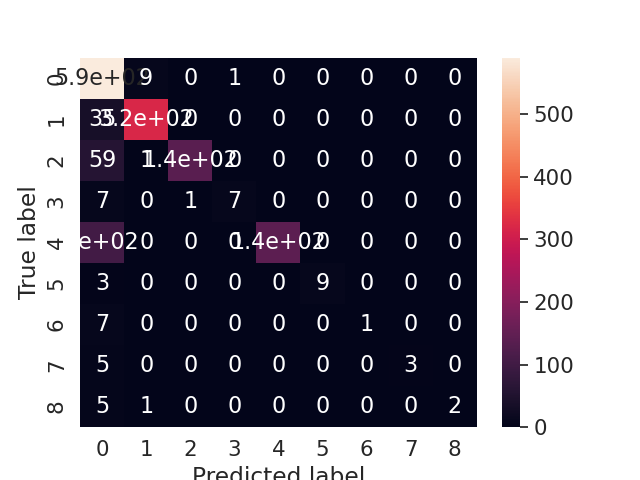 0 5.9e+02 9 0 1 0 0 0 0 0
1 35 3.2e+02 0 0 0 0 0 0 0
2 59 1 1.4e+02 0 0 0 0 0 0
3 7 0 1 7 0 0 0 0 0
4 e+02 0 0 0 1.4e+02 0 0 0 0
5 3 0 0 0 0 9 0 0 0
6 7 0 0 0 0 0 1 0 0
7 5 0 0 0 0 0 0 3 0
8 5 1 0 0 0 0 0 0 2
0 1 2 3 4 5 6 7 8
Predicted label
True label
500
400
300
200
100
0